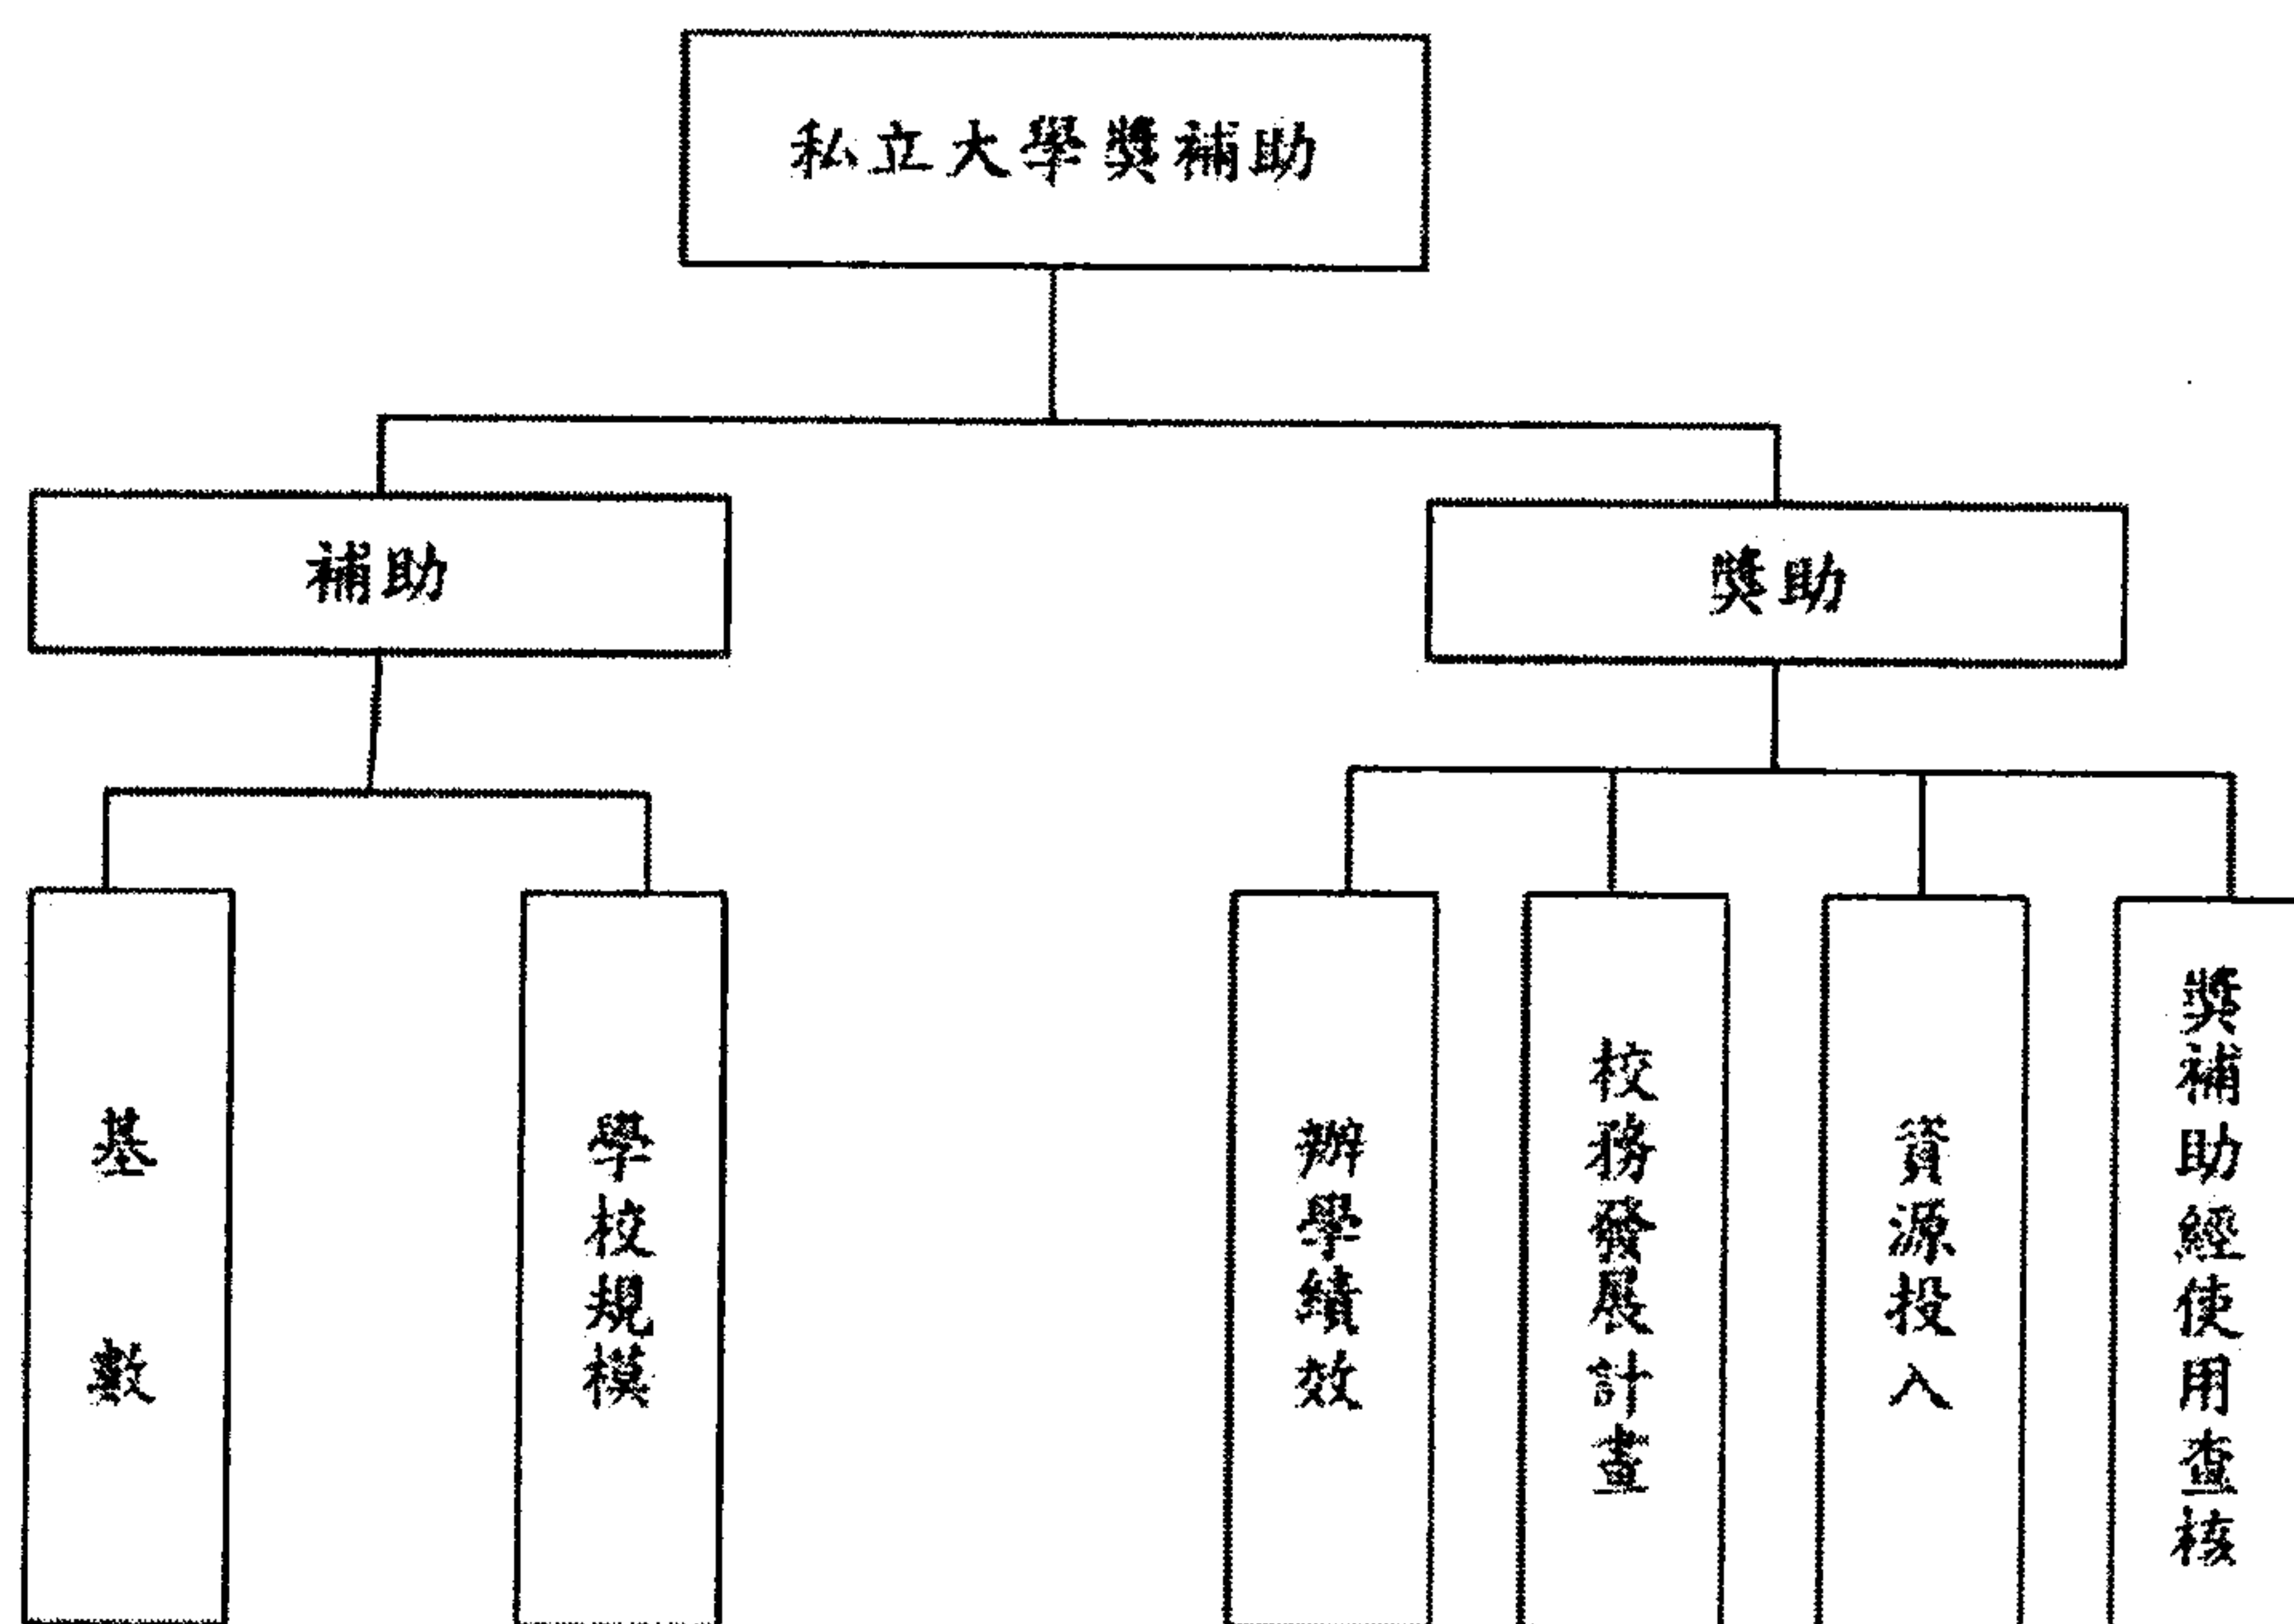 私立大學獎補助
補助
獎助
基數
學校規模
辦學績效
校務發展計畫
資源投入
獎補助經使用查核